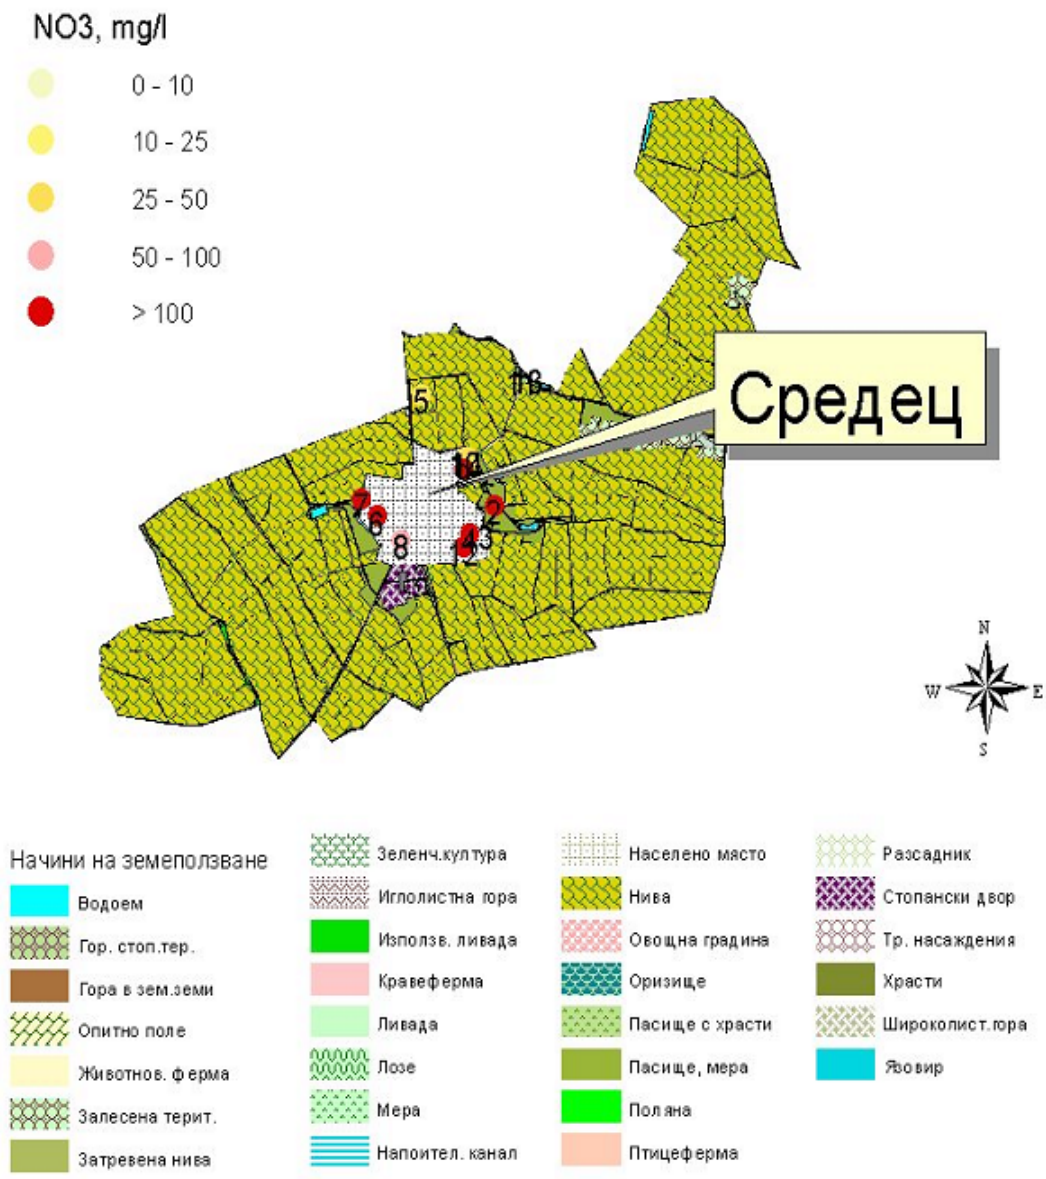 NO3, mg/l
0 - 10
10 - 25
25 - 50
50 - 100
> 100
Средец
5
7
6
8
2
4
3
12
N
W
E
S
Начини на земеползване
Водоем
Гор. стоп.тер.
Гора в зем.земи
Опитно поле
Животнов. ферма
Залесена терит.
Затревена нива
Зеленч.култура
Иглолистна гора
Използв. ливада
Кравеферма
Ливада
Лозе
Мера
Напоител. канал
Населено място
Нива
Овощна градина
Оризище
Пасище с храсти
Пасище, мера
Поляна
Птицеферма
Разсадник
Стопански двор
Тр. насаждения
Храсти
Широколист.гора
Язовир